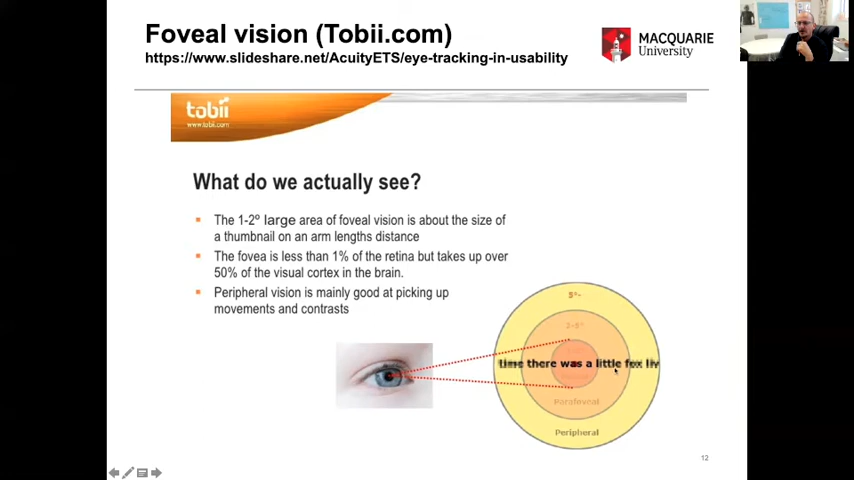 Foveal vision (Tobii.com)
https://www.slideshare.net/AcuityETS/eye-tracking-in-usability
MACQUARIE
University
tobii
www.tobii.com
What do we actually see?
The 1-2° large area of foveal vision is about the size of
a thumbnail on an arm lengths distance
The fovea is less than 1% of the retina but takes up over
50% of the visual cortex in the brain.
Peripheral vision is mainly good at picking up
movements and contrasts
5°-
2-5°
time there was a little fox liv
Parafoveal
Peripheral
12